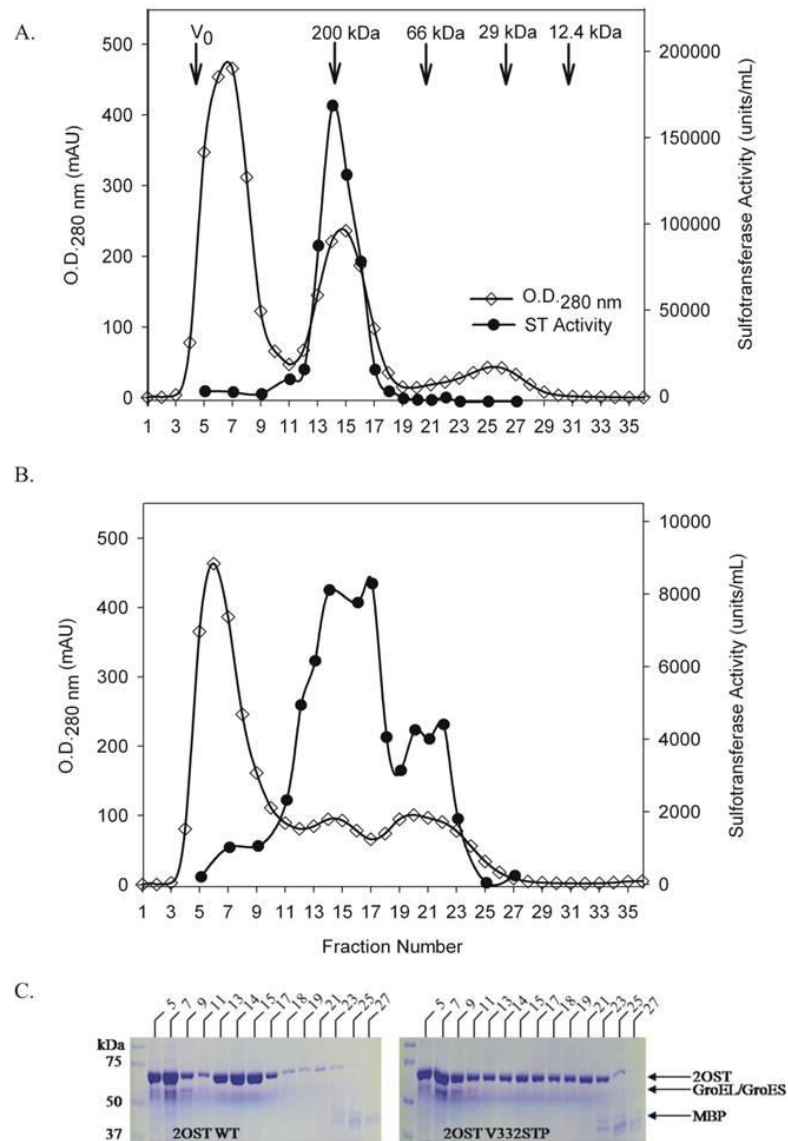 A.
V0 200 kDa 66 kDa 29 kDa 12.4 kDa
500
400
300
200
100
0
O.D.280 nm (mAU)
200000
150000
100000
50000
0
Sulfotransferase Activity (units/mL)
O.D.280 nm
ST Activity
1 3 5 7 9 11 13 15 17 19 21 23 25 27 29 31 33 35
B.
500
400
300
200
100
0
O.D.280 nm (mAU)
10000
8000
6000
4000
2000
0
Sulfotransferase Activity (units/mL)
1 3 5 7 9 11 13 15 17 19 21 23 25 27 29 31 33 35
Fraction Number
C.
5 7 9 11 13 14 15 17 18 19 21 23 25 27
5 7 9 11 13 14 15 17 18 19 21 23 25 27
kDa
75
50
37
2OST WT
2OST V332STP
2OST
GroEL/GroES
MBP